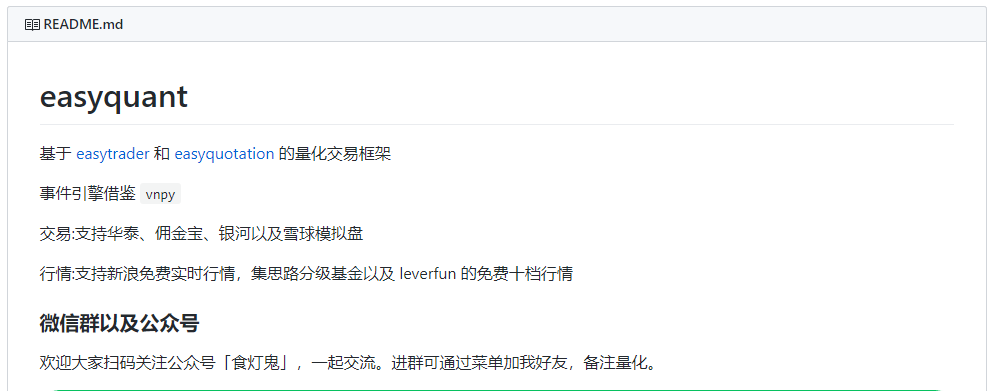 README.md
easyquant
基于 easytrader 和 easyquotation 的量化交易框架
事件引擎借鉴 vnpy
交易:支持华泰、佣金宝、银河以及雪球模拟盘
行情:支持新浪免费实时行情，集思路分级基金以及 leverfun 的免费十档行情
微信群以及公众号
欢迎大家扫码关注公众号「食灯鬼」，一起交流。进群可通过菜单加我好友，备注量化。